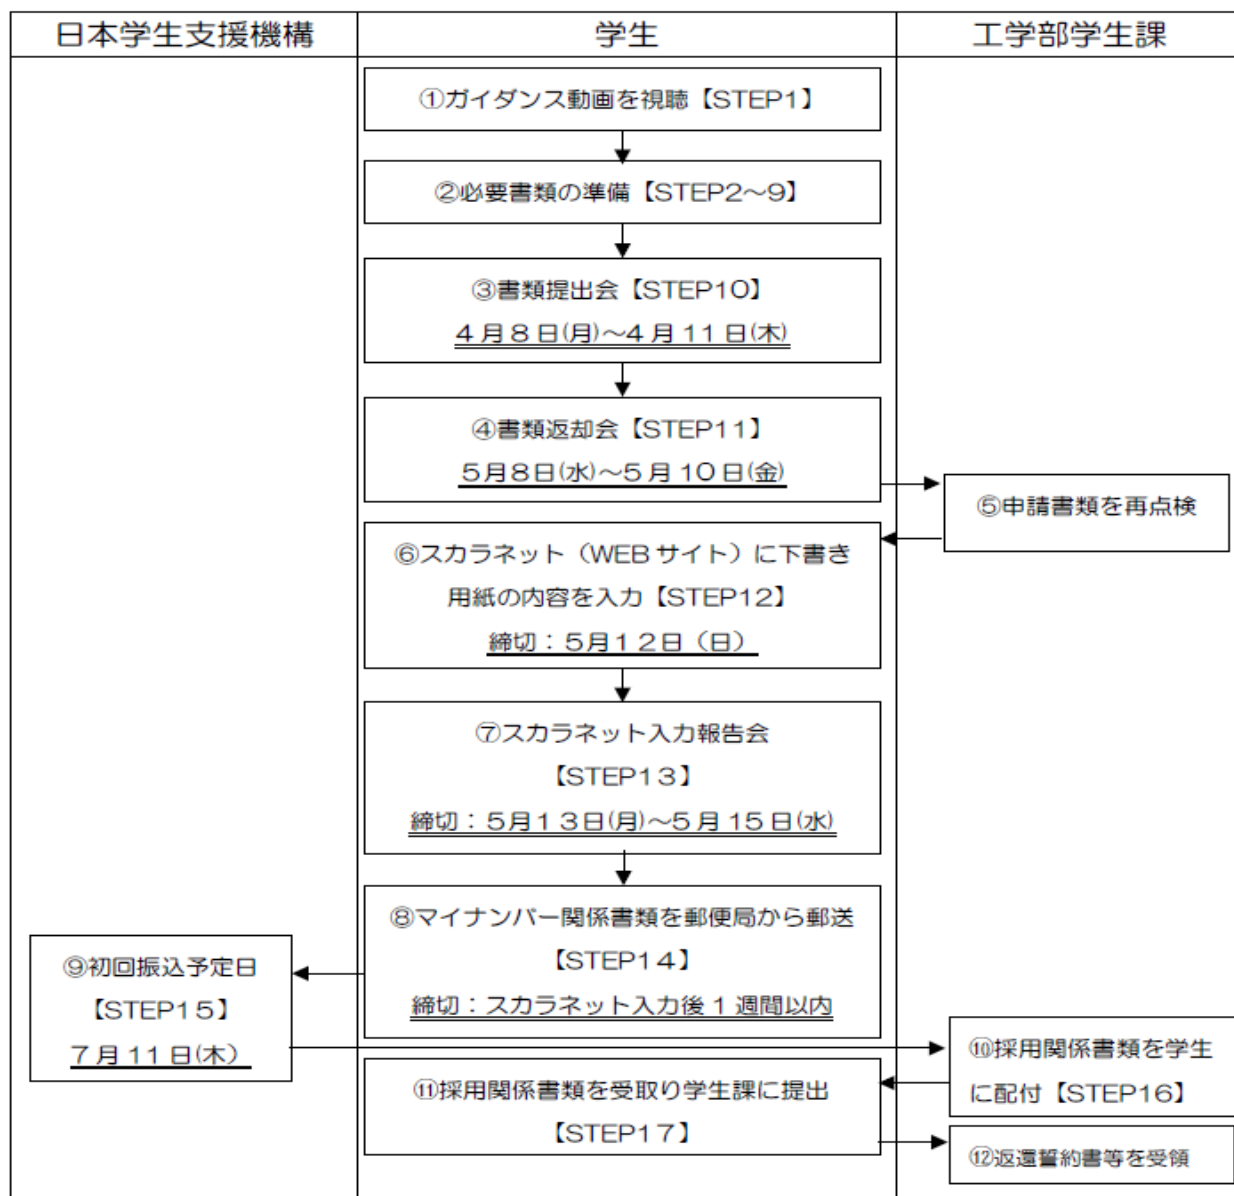 日本学生支援機構
学生
工学部学生課
①ガイダンス動画を視聴【STEP1】
②必要書類の準備【STEP2～9】
③書類提出会【STEP10】
4月8日(月)～4月11日(木)
④書類返却会【STEP11】
5月8日(水)～5月10日(金)
⑤申請書類を再点検
⑥スカラネット（WEBサイト）に下書き
用紙の内容を入力【STEP12】
締切：5月12日（日）
⑦スカラネット入力報告会
【STEP13】
締切：5月13日(月)～5月15日(水)
⑧マイナンバー関係書類を郵便局から郵送
【STEP14】
締切：スカラネット入力後1週間以内
⑨初回振込予定日
【STEP15】
7月11日(木）
⑩採用関係書類を学生
に配付【STEP16】
⑪採用関係書類を受取り学生課に提出
【STEP17】
⑫返還誓約書等を受領